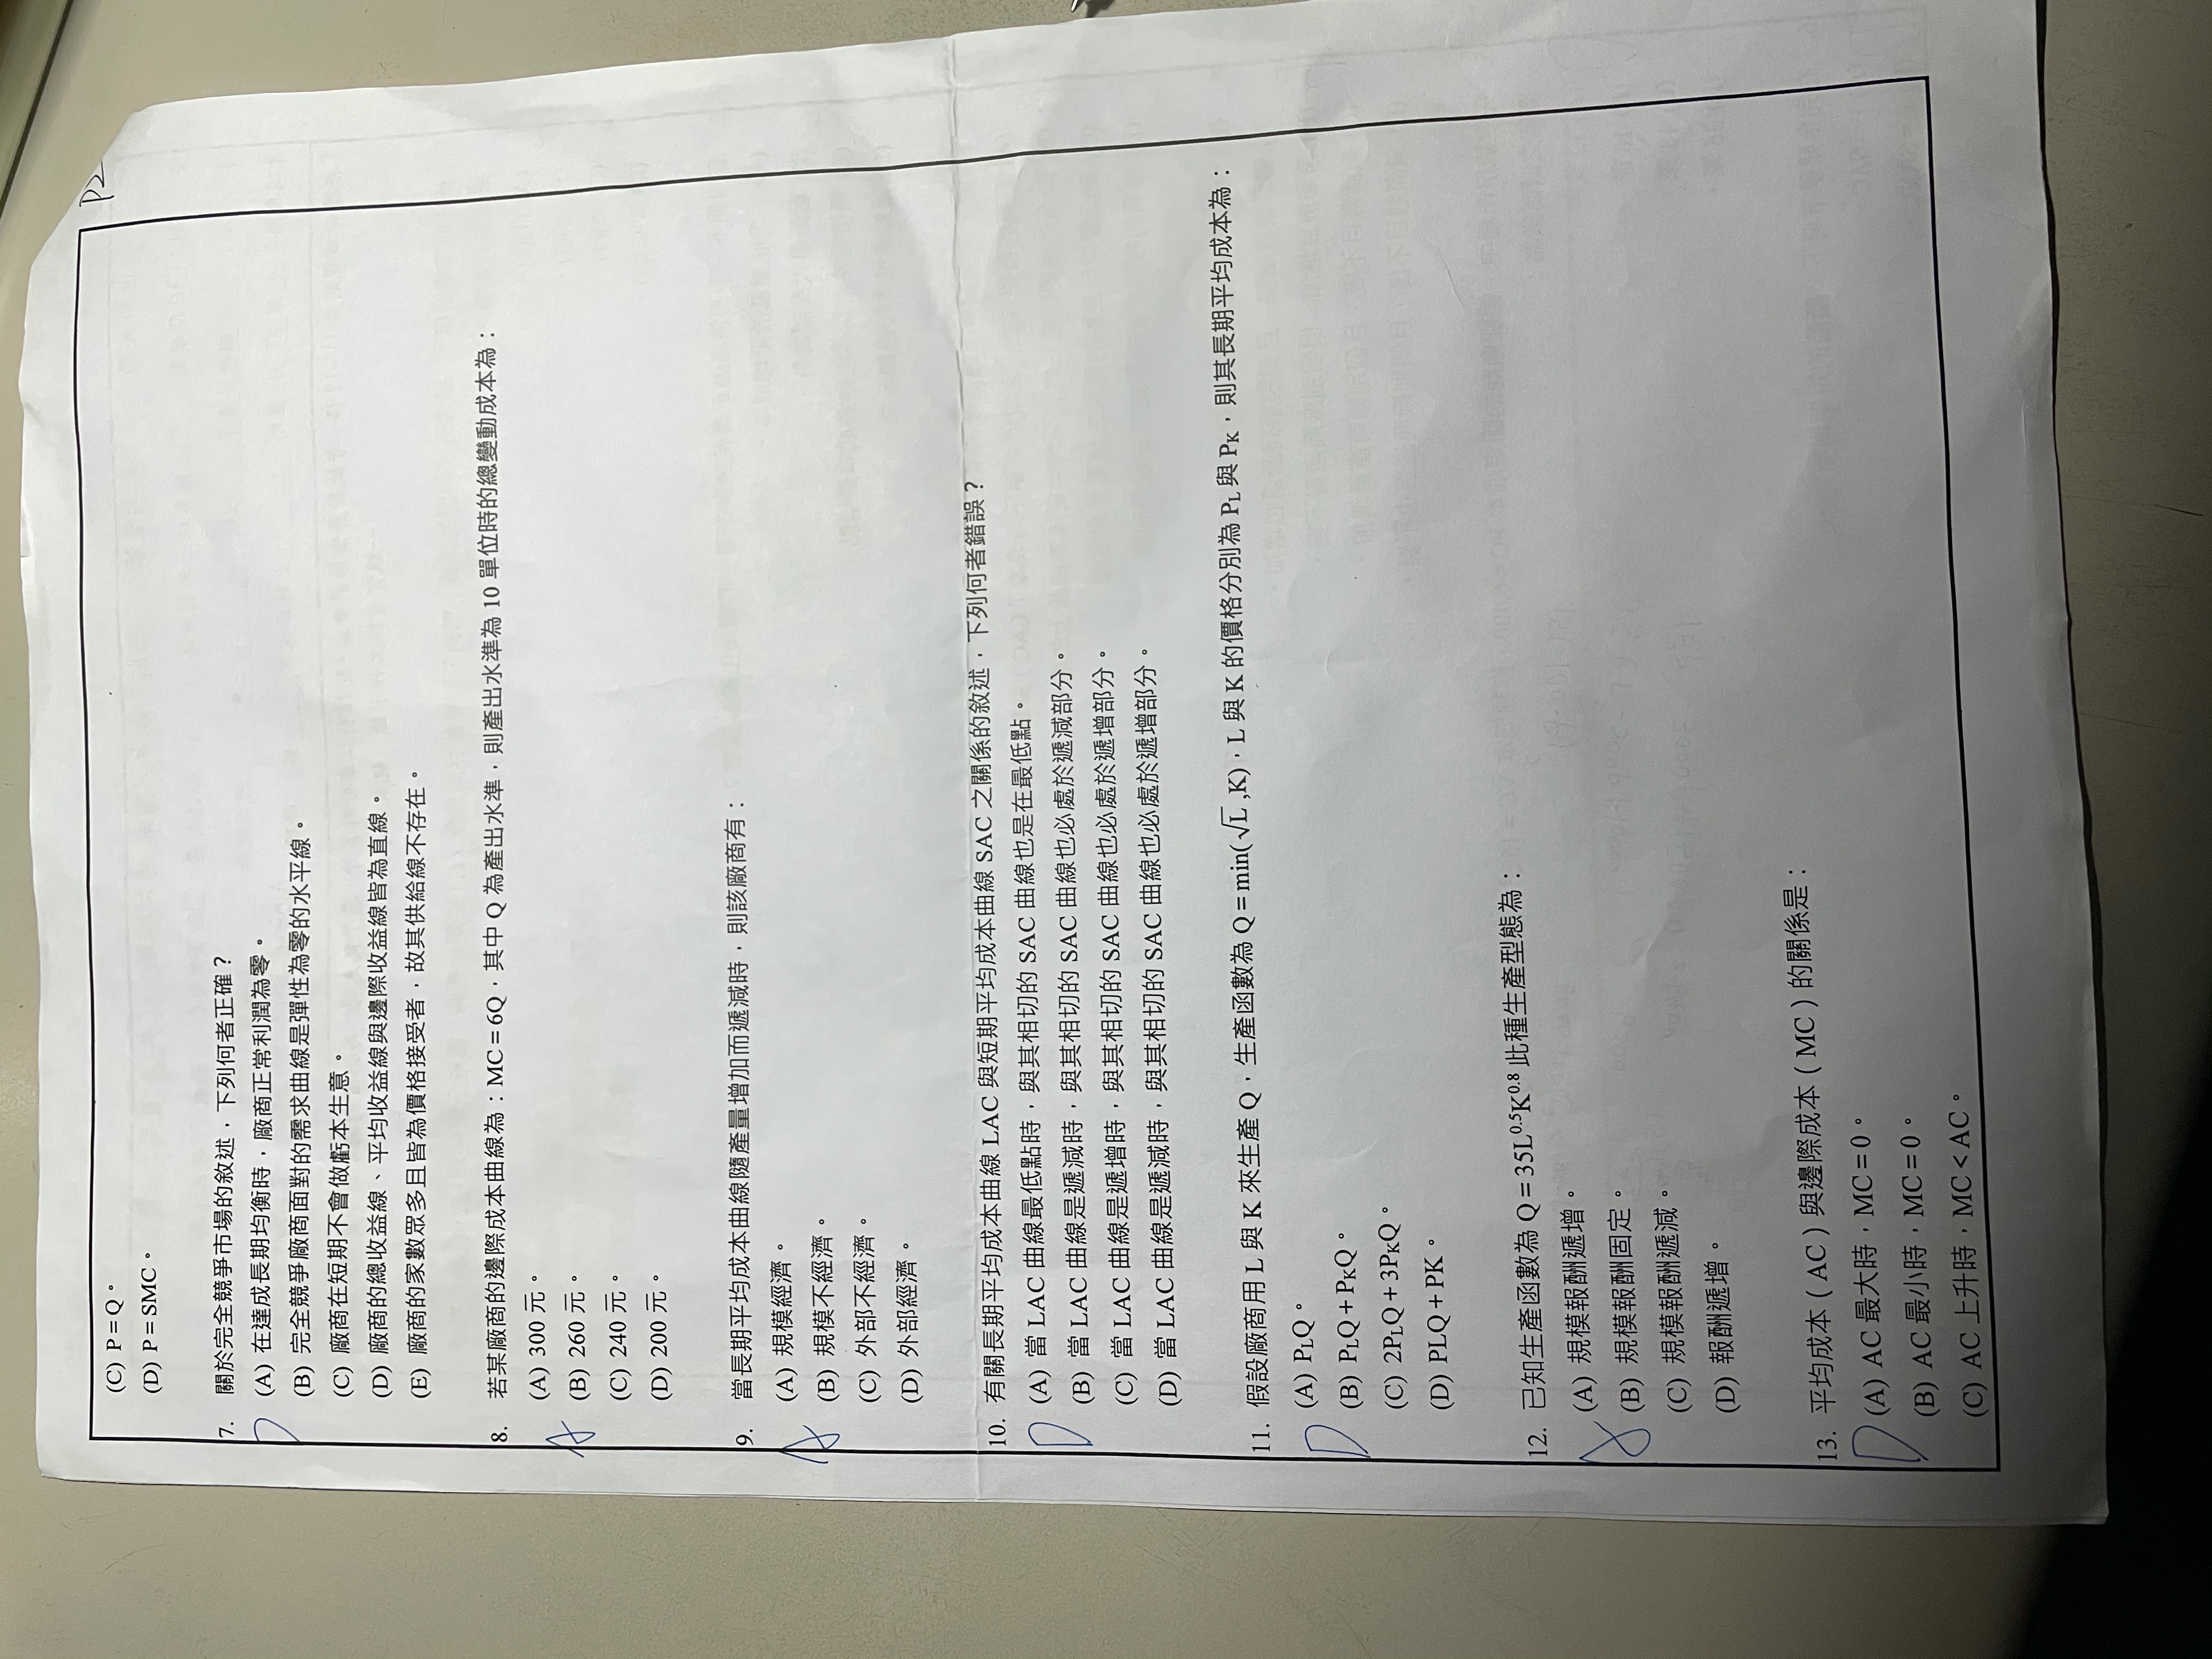 P2
(C) P = Q。
(D) P = SMC。
7. 關於完全競爭市場的敘述，下列何者正確？
D
(A) 在達成長期均衡時，廠商正常利潤為零。
(B) 完全競爭廠商面對的需求曲線是彈性為零的水平線。
(C) 廠商在短期不會做虧本生意。
(D) 廠商的總收益線、平均收益線與邊際收益線皆為直線。
(E) 廠商的家數眾多且皆為價格接受者，故其供給線不存在。
8. 若某廠商的邊際成本曲線為：MC = 6Q，其中 Q 為產出水準，則產出水準為 10 單位時的總變動成本為：
(A) 300 元。
A
(B) 260 元。
(C) 240 元。
(D) 200 元。
9. 當長期平均成本曲線隨產量增加而遞減時，則該廠商有：
(A) 規模經濟。
A
(B) 規模不經濟。
(C) 外部不經濟。
(D) 外部經濟。
10. 有關長期平均成本曲線 LAC 與短期平均成本曲線 SAC 之關係的敘述，下列何者錯誤？
D
(A) 當 LAC 曲線最低點時，與其相切的 SAC 曲線也是在最低點。
(B) 當 LAC 曲線是遞減時，與其相切的 SAC 曲線也必處於遞減部分。
(C) 當 LAC 曲線是遞增時，與其相切的 SAC 曲線也必處於遞增部分。
(D) 當 LAC 曲線是遞減時，與其相切的 SAC 曲線也必處於遞增部分。
11. 假設廠商用 L 與 K 來生產 Q，生產函數為 Q = min(√L ,K)，L 與 K 的價格分別為 PL 與 PK，則其長期平均成本為：
(A) PLQ。
D
(B) PLQ + PKQ。
(C) 2PLQ + 3PKQ。
(D) PLQ + PK。
12. 已知生產函數為 Q = 35L^0.5K^0.8 此種生產型態為：
(A) 規模報酬遞增。
A
(B) 規模報酬固定。
(C) 規模報酬遞減。
(D) 報酬遞增。
13. 平均成本（AC）與邊際成本（MC）的關係是：
D
(A) AC 最大時，MC = 0。
(B) AC 最小時，MC = 0。
(C) AC 上升時，MC < AC。